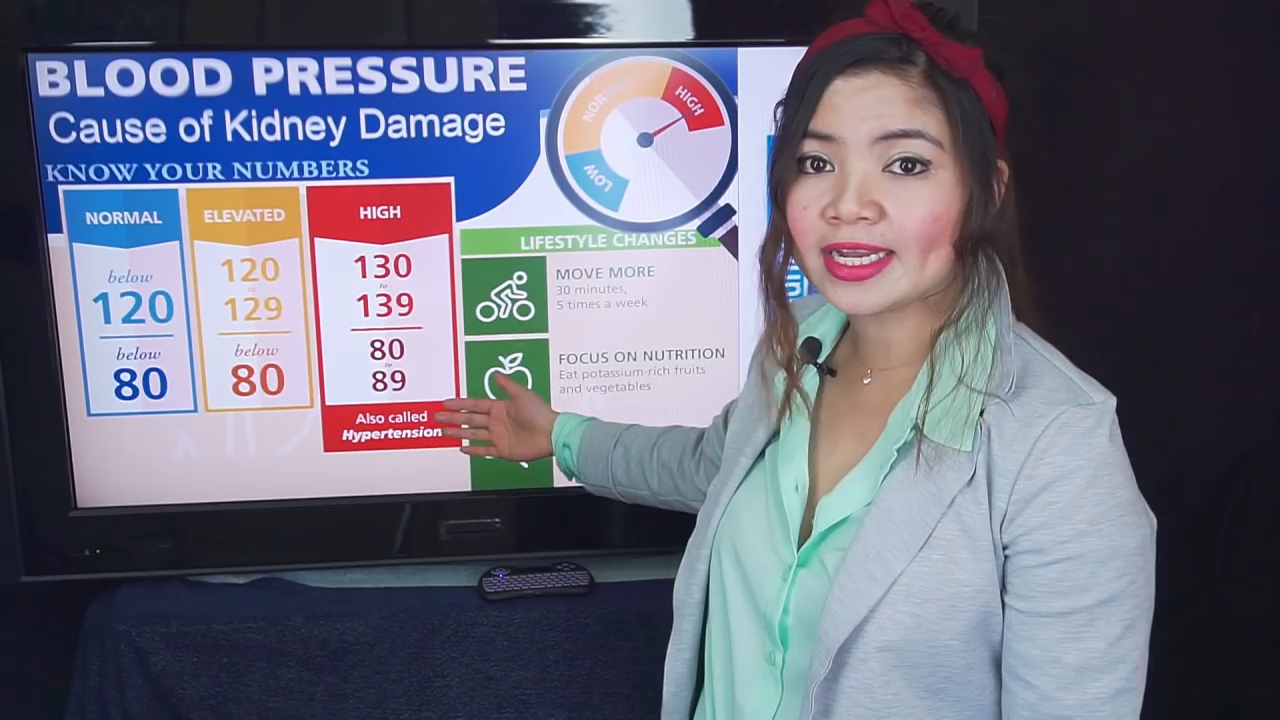 BLOOD PRESSURE
Cause of Kidney Damage
KNOW YOUR NUMBERS
NORMAL
below
120
below
80
ELEVATED
120
to
129
below
80
HIGH
130
to
139
80
to
89
Also called
Hypertension
LOW
NOR
HIGH
LIFESTYLE CHANGES
MOVE MORE
30 minutes,
5 times a week
FOCUS ON NUTRITION
Eat potassium-rich fruits
and vegetables